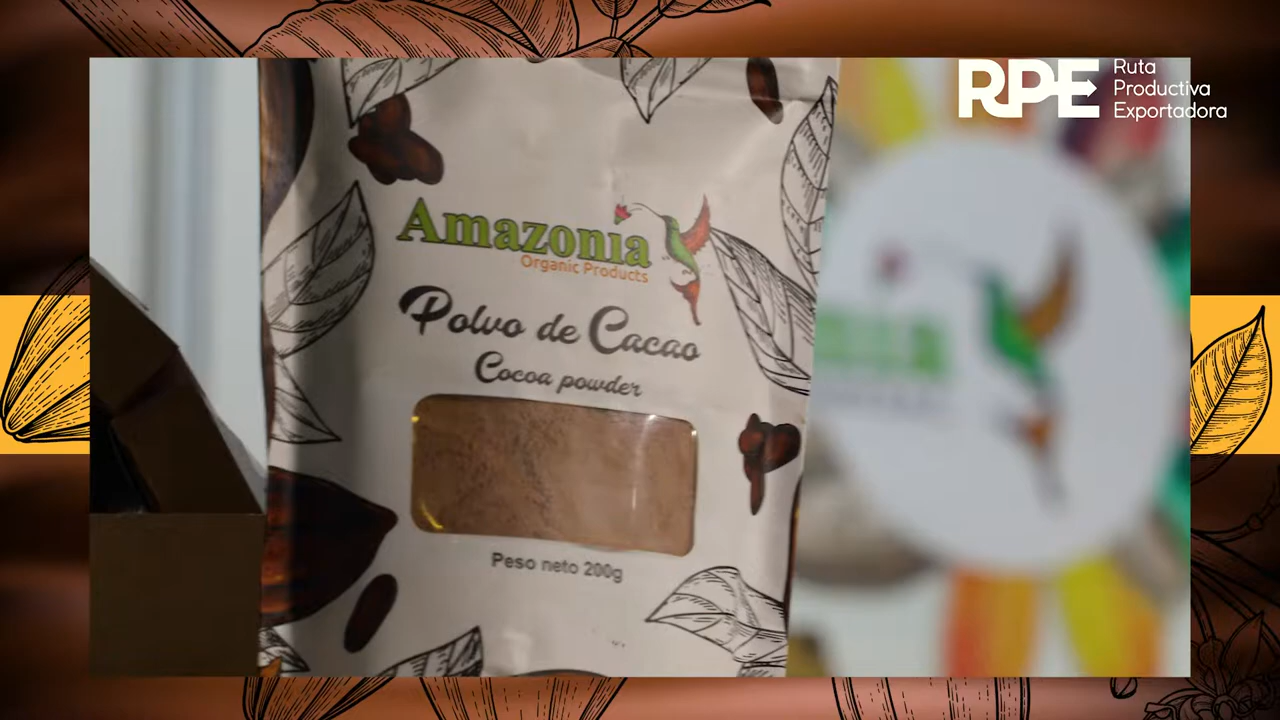 RPE
Ruta
Productiva
Exportadora
Amazonia
Organic Products
Polvo de Cacao
Cocoa powder
Peso neto 200g